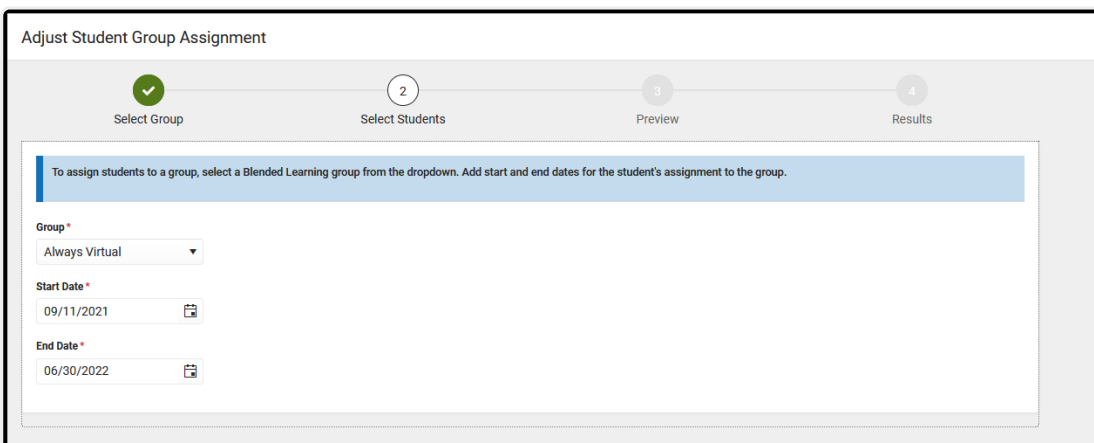 Adjust Student Group Assignment
2 3 4
Select Group Select Students Preview Results
To assign students to a group, select a Blended Learning group from the dropdown. Add start and end dates for the student's assignment to the group.
Group*
Always Virtual
Start Date*
09/11/2021
End Date*
06/30/2022